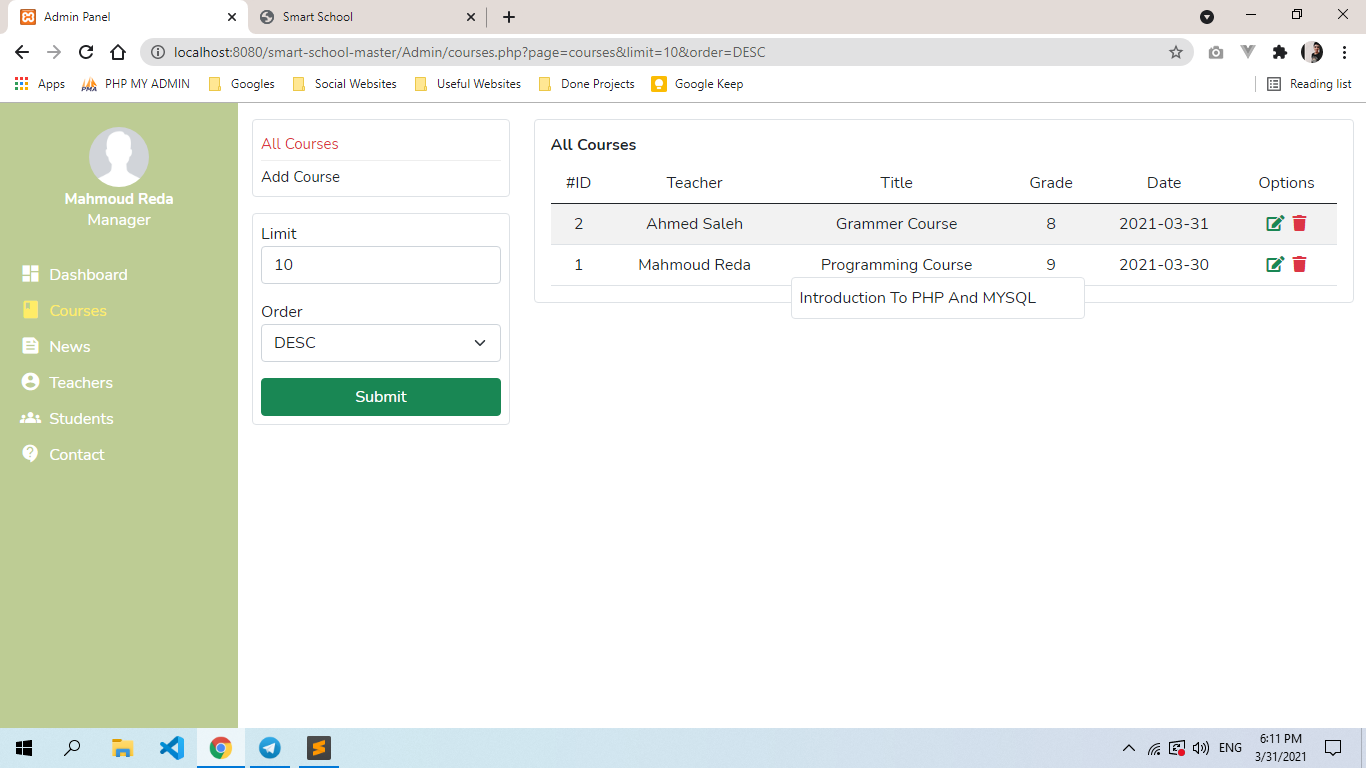 Admin Panel
Smart School
localhost:8080/smart-school-master/Admin/courses.php?page=courses&limit=10&order=DESC
Apps
PMA
PHP MY ADMIN
Googles
Social Websites
Useful Websites
Done Projects
Google Keep
Reading list
Mahmoud Reda
Manager
Dashboard
Courses
News
Teachers
Students
Contact
All Courses
Add Course
Limit
10
Order
DESC
Submit
All Courses
#ID Teacher Title Grade Date Options
2 Ahmed Saleh Grammer Course 8 2021-03-31
1 Mahmoud Reda Programming Course 9 2021-03-30
Introduction To PHP And MYSQL
ENG
6:11 PM
3/31/2021